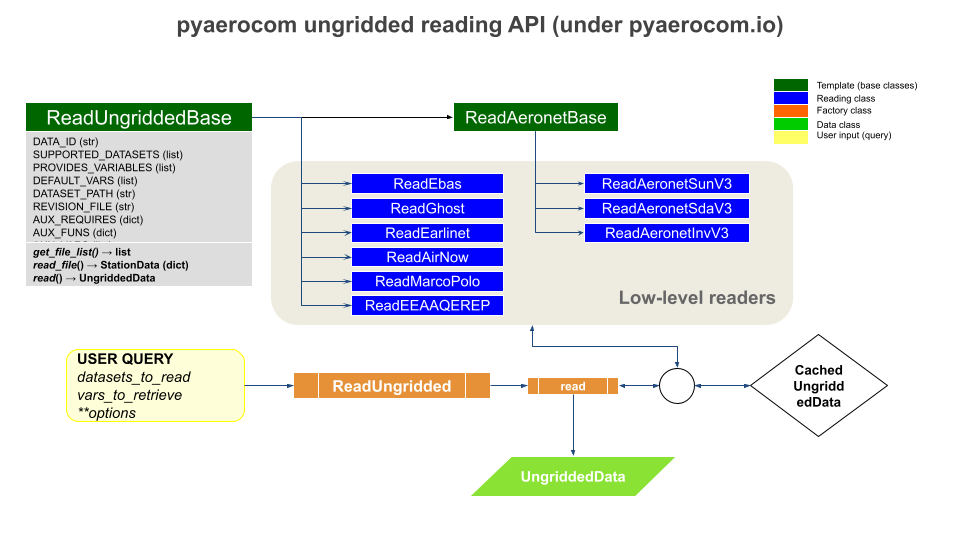 pyaerocom ungridded reading API (under pyaerocom.io)
Template (base classes)
Reading class
Factory class
Data class
User input (query)
ReadUngriddedBase
DATA_ID (str)
SUPPORTED_DATASETS (list)
PROVIDES_VARIABLES (list)
DEFAULT_VARS (list)
DATASET_PATH (str)
REVISION_FILE (str)
AUX_REQUIRES (dict)
AUX_FUNS (dict)
get_file_list() → list
read_file() → StationData (dict)
read() → UngriddedData
ReadAeronetBase
ReadEbas
ReadGhost
ReadEarlinet
ReadAirNow
ReadMarcoPolo
ReadEEAAQEREP
ReadAeronetSunV3
ReadAeronetSdaV3
ReadAeronetInvV3
Low-level readers
USER QUERY
datasets_to_read
vars_to_retrieve
**options
ReadUngridded
read
Cached
Ungridd
edData
UngriddedData